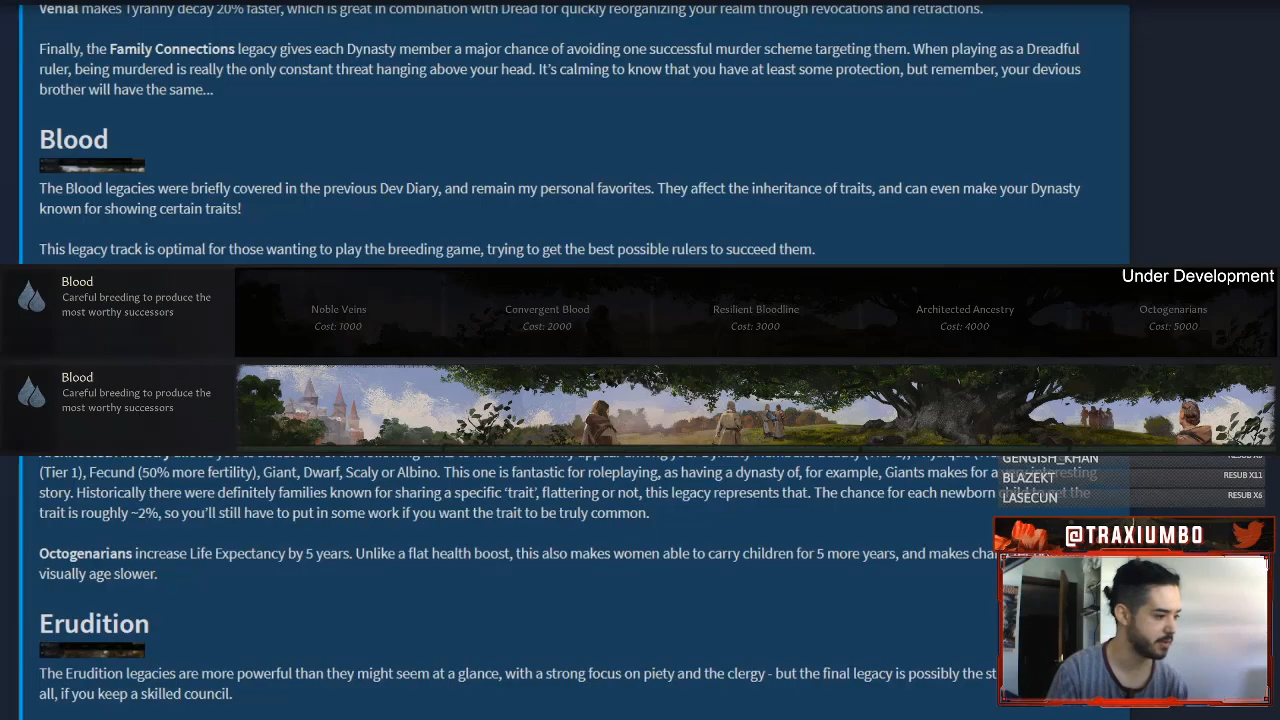 Venial makes Tyranny decay 20% faster, which is great in combination with Dread for quickly reorganizing your realm through revocations and retractions.
Finally, the Family Connections legacy gives each Dynasty member a major chance of avoiding one successful murder scheme targeting them. When playing as a Dreadful
ruler, being murdered is really the only constant threat hanging above your head. It's calming to know that you have at least some protection, but remember, your devious
brother will have the same...
Blood
The Blood legacies were briefly covered in the previous Dev Diary, and remain my personal favorites. They affect the inheritance of traits, and can even make your Dynasty
known for showing certain traits!
This legacy track is optimal for those wanting to play the breeding game, trying to get the best possible rulers to succeed them.
Under Development
Blood
Careful breeding to produce the
most worthy successors
Noble Veins
Cost: 1000
Convergent Blood
Cost: 2000
Resilient Bloodline
Cost: 3000
Architected Ancestry
Cost: 4000
Octogenarians
Cost: 5000
Blood
Careful breeding to produce the
most worthy successors
(Tier 1), Fecund (50% more fertility), Giant, Dwarf, Scaly or Albino. This one is fantastic for roleplaying, as having a dynasty of, for example, Giants makes for a very interesting
story. Historically there were definitely families known for sharing a specific 'trait', flattering or not, this legacy represents that. The chance for each newborn child to get the
trait is roughly ~2%, so you'll still have to put in some work if you want the trait to be truly common.
Octogenarians increase Life Expectancy by 5 years. Unlike a flat health boost, this also makes women able to carry children for 5 more years, and makes
visually age slower.
Erudition
The Erudition legacies are more powerful than they might seem at a glance, with a strong focus on piety and the clergy - but the final legacy is possibly the
all, if you keep a skilled council.
GENGISH_KHAN
BLAZEKT RESUB X11
LASECUN RESUB X6
@TRAXIUMBO